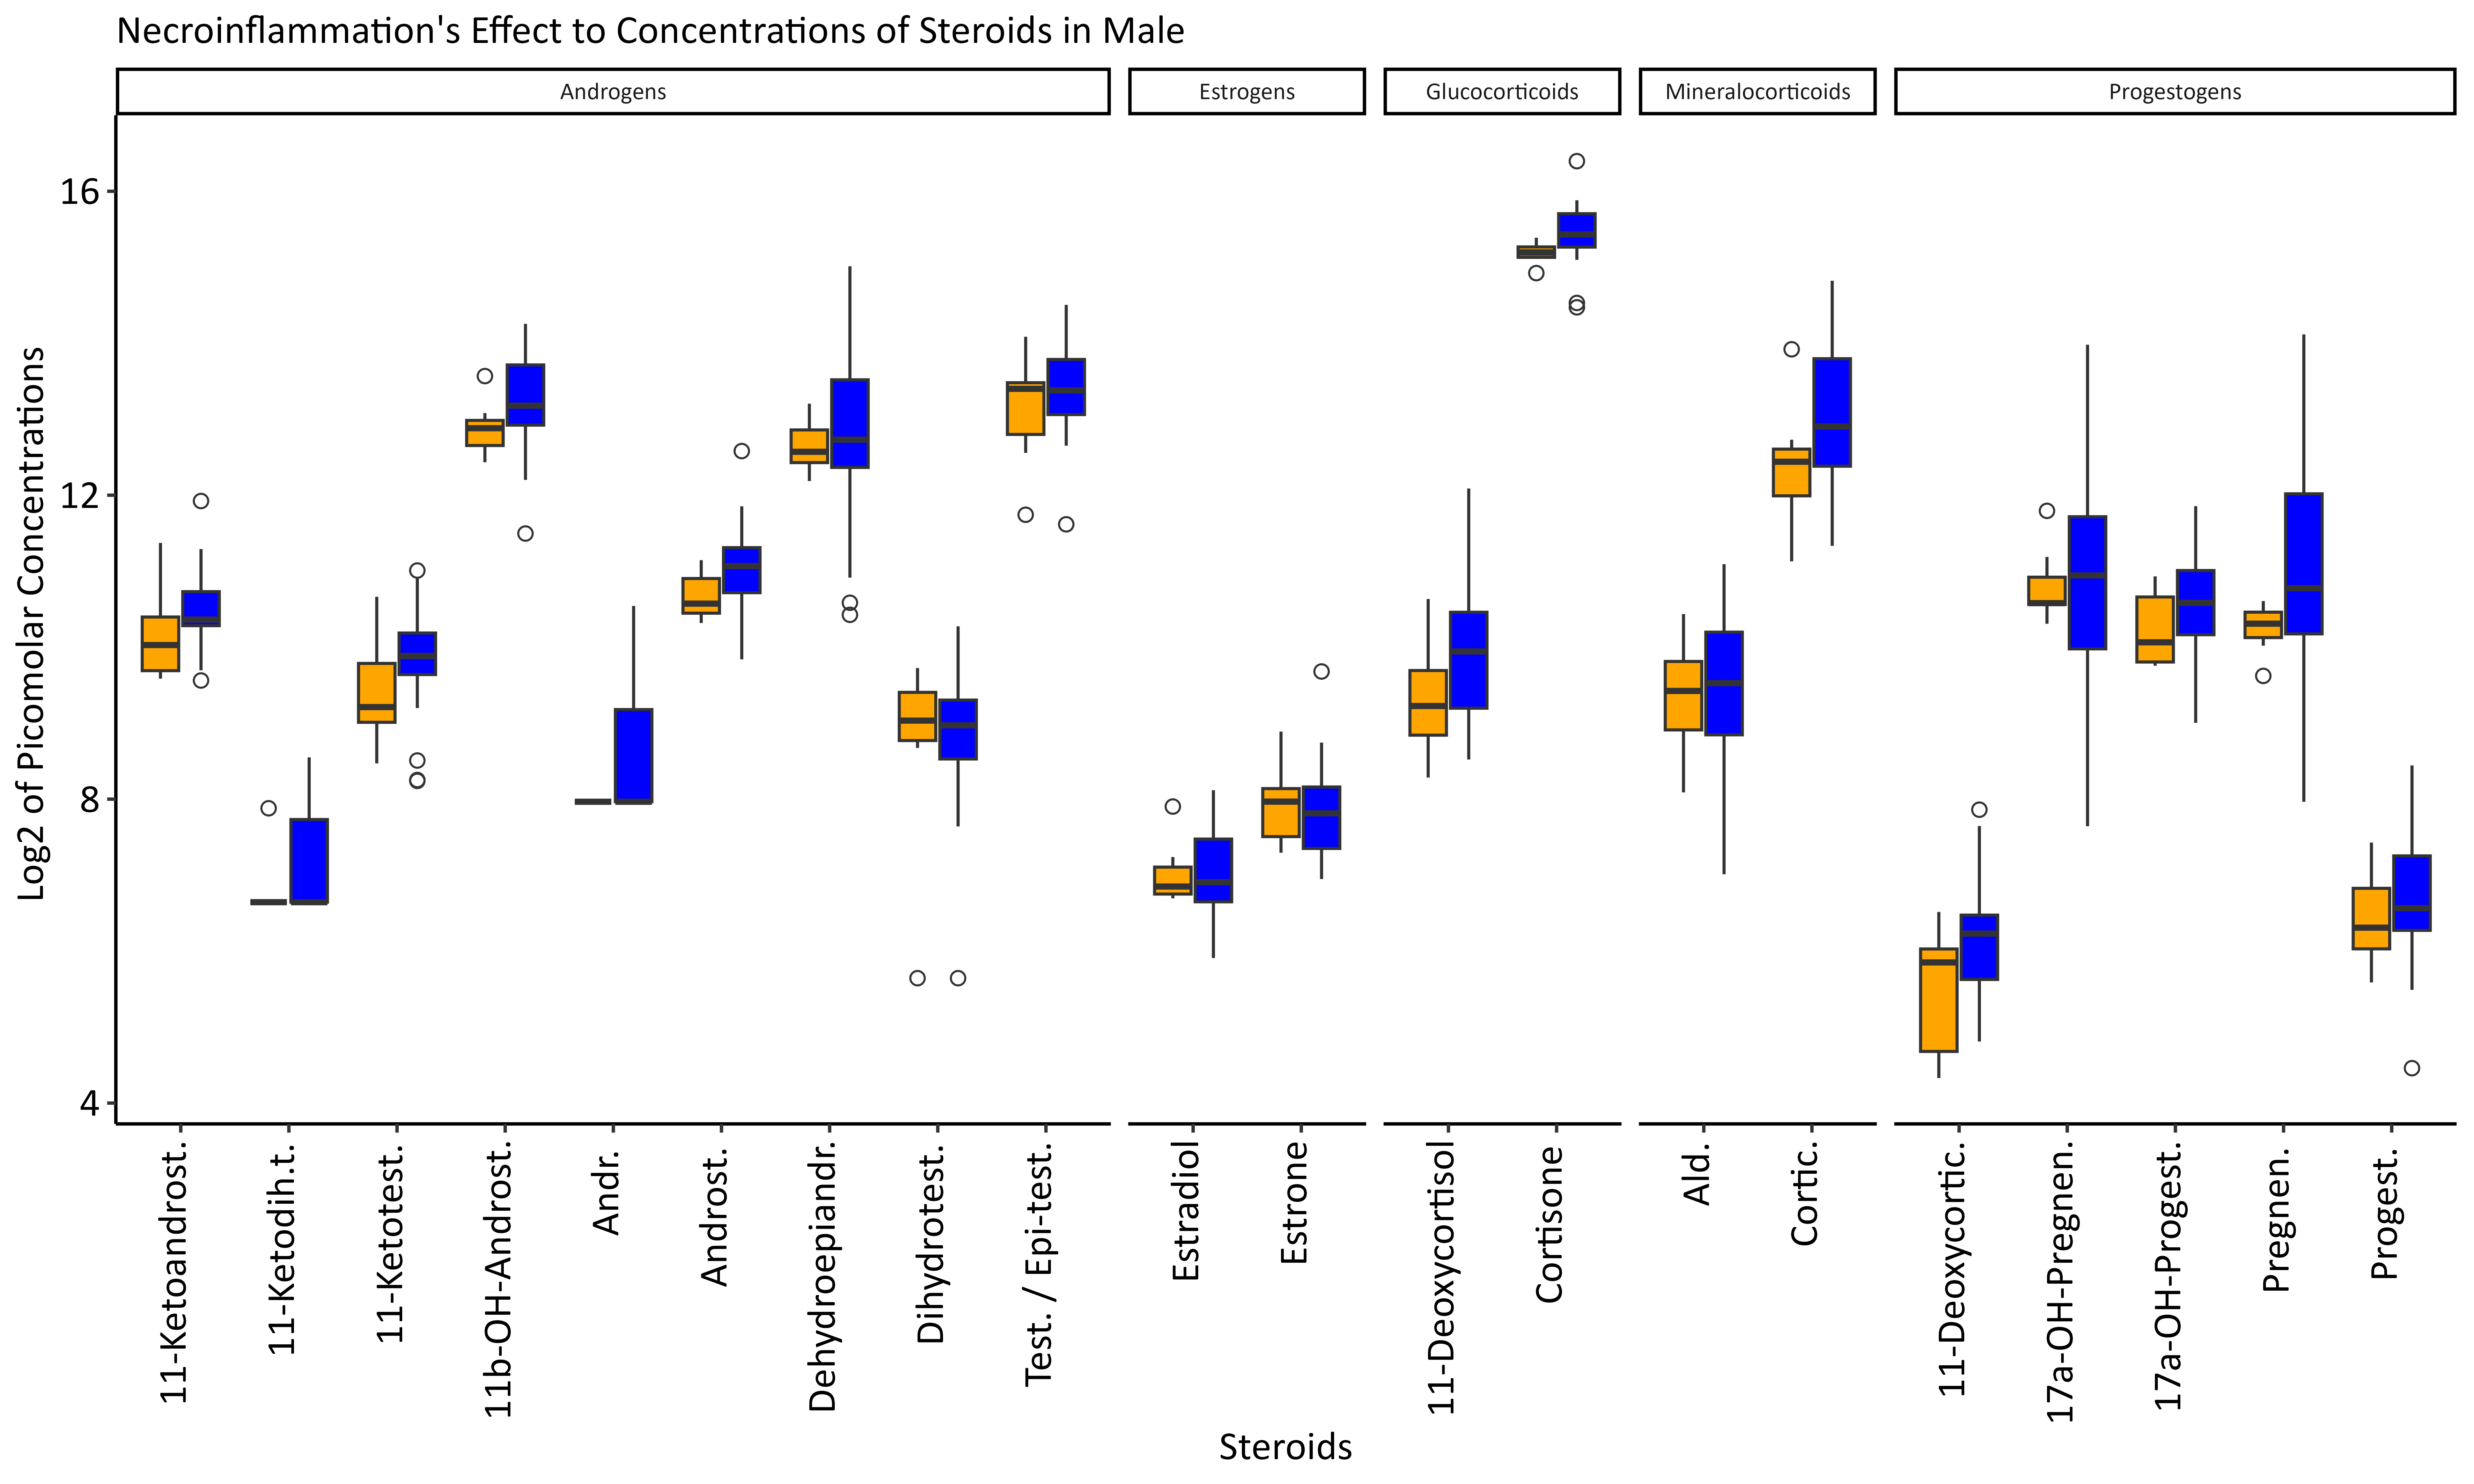 Necroinflammation's Effect to Concentrations of Steroids in Male
Androgens
Estrogens
Glucocorticoids
Mineralocorticoids
Progestogens
Log2 of Picomolar Concentrations
16
12
8
4
11-Ketoandrost.
11-Ketodih.t.
11-Ketotest.
11b-OH-Androst.
Andr.
Androst.
Dehydroepiandr.
Dihydrotest.
Test. / Epi-test.
Estradiol
Estrone
11-Deoxycortisol
Cortisone
Ald.
Cortic.
11-Deoxycortic.
17a-OH-Pregnen.
17a-OH-Progest.
Pregnen.
Progest.
Steroids